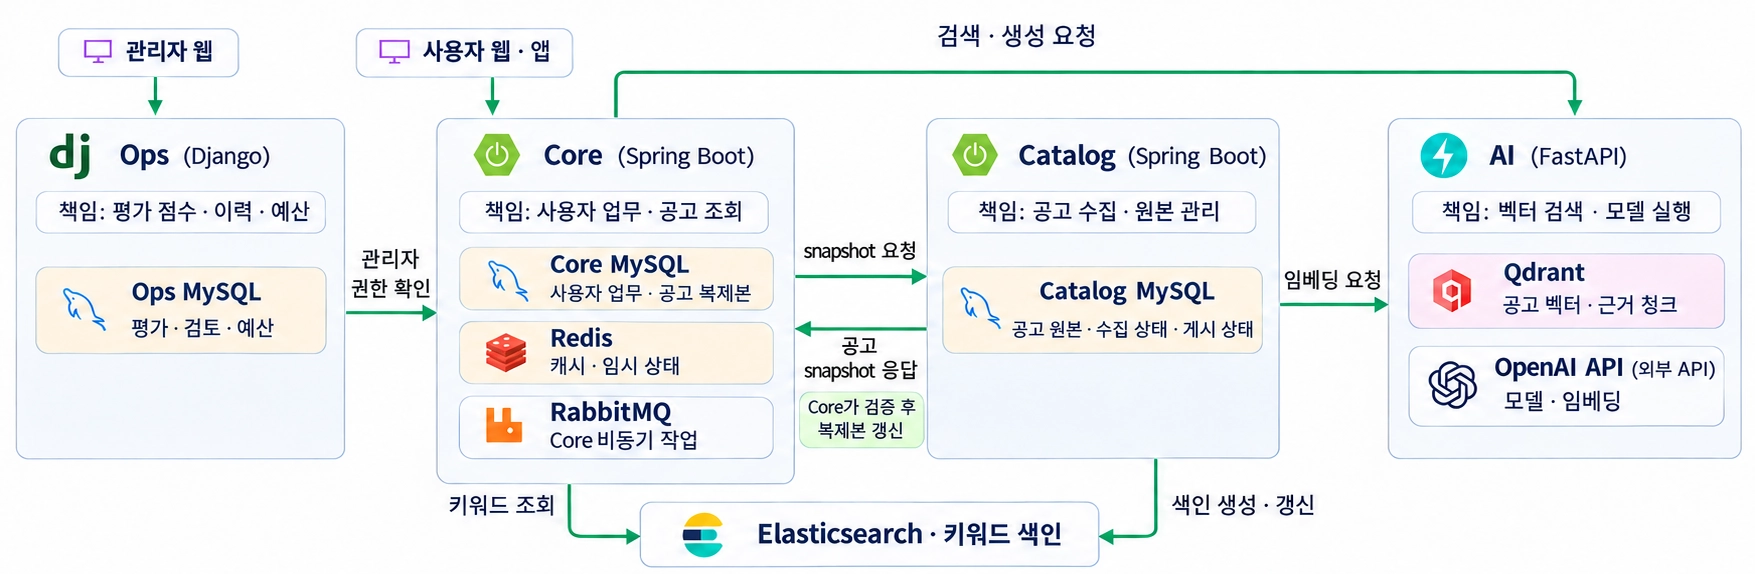 관리자 웹
사용자 웹 · 앱
검색 · 생성 요청
dj Ops (Django)
책임: 평가 점수 · 이력 · 예산
Ops MySQL
평가 · 검토 · 예산
관리자
권한 확인
Core (Spring Boot)
책임: 사용자 업무 · 공고 조회
Core MySQL
사용자 업무 · 공고 복제본
Redis
캐시 · 임시 상태
RabbitMQ
Core 비동기 작업
snapshot 요청
공고
snapshot 응답
Core가 검증 후
복제본 갱신
Catalog (Spring Boot)
책임: 공고 수집 · 원본 관리
Catalog MySQL
공고 원본 · 수집 상태 · 게시 상태
임베딩 요청
AI (FastAPI)
책임: 벡터 검색 · 모델 실행
Qdrant
공고 벡터 · 근거 청크
OpenAI API (외부 API)
모델 · 임베딩
키워드 조회
Elasticsearch · 키워드 색인
색인 생성 · 갱신